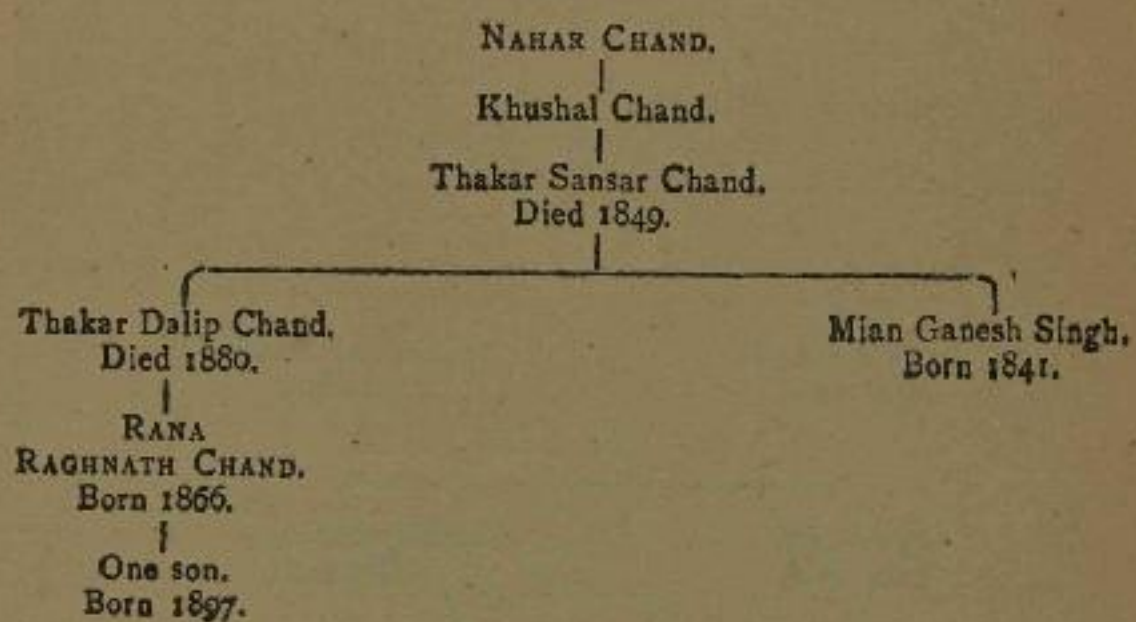 NAHAR CHAND.
Khushal Chand.
Thakar Sansar Chand.
Died 1849.
Thakar Dalip Chand.
Died 1880.
Mian Ganesh Singh.
Born 1841.
RANA
RAGHNATH CHAND.
Born 1866.
One son.
Born 1897.